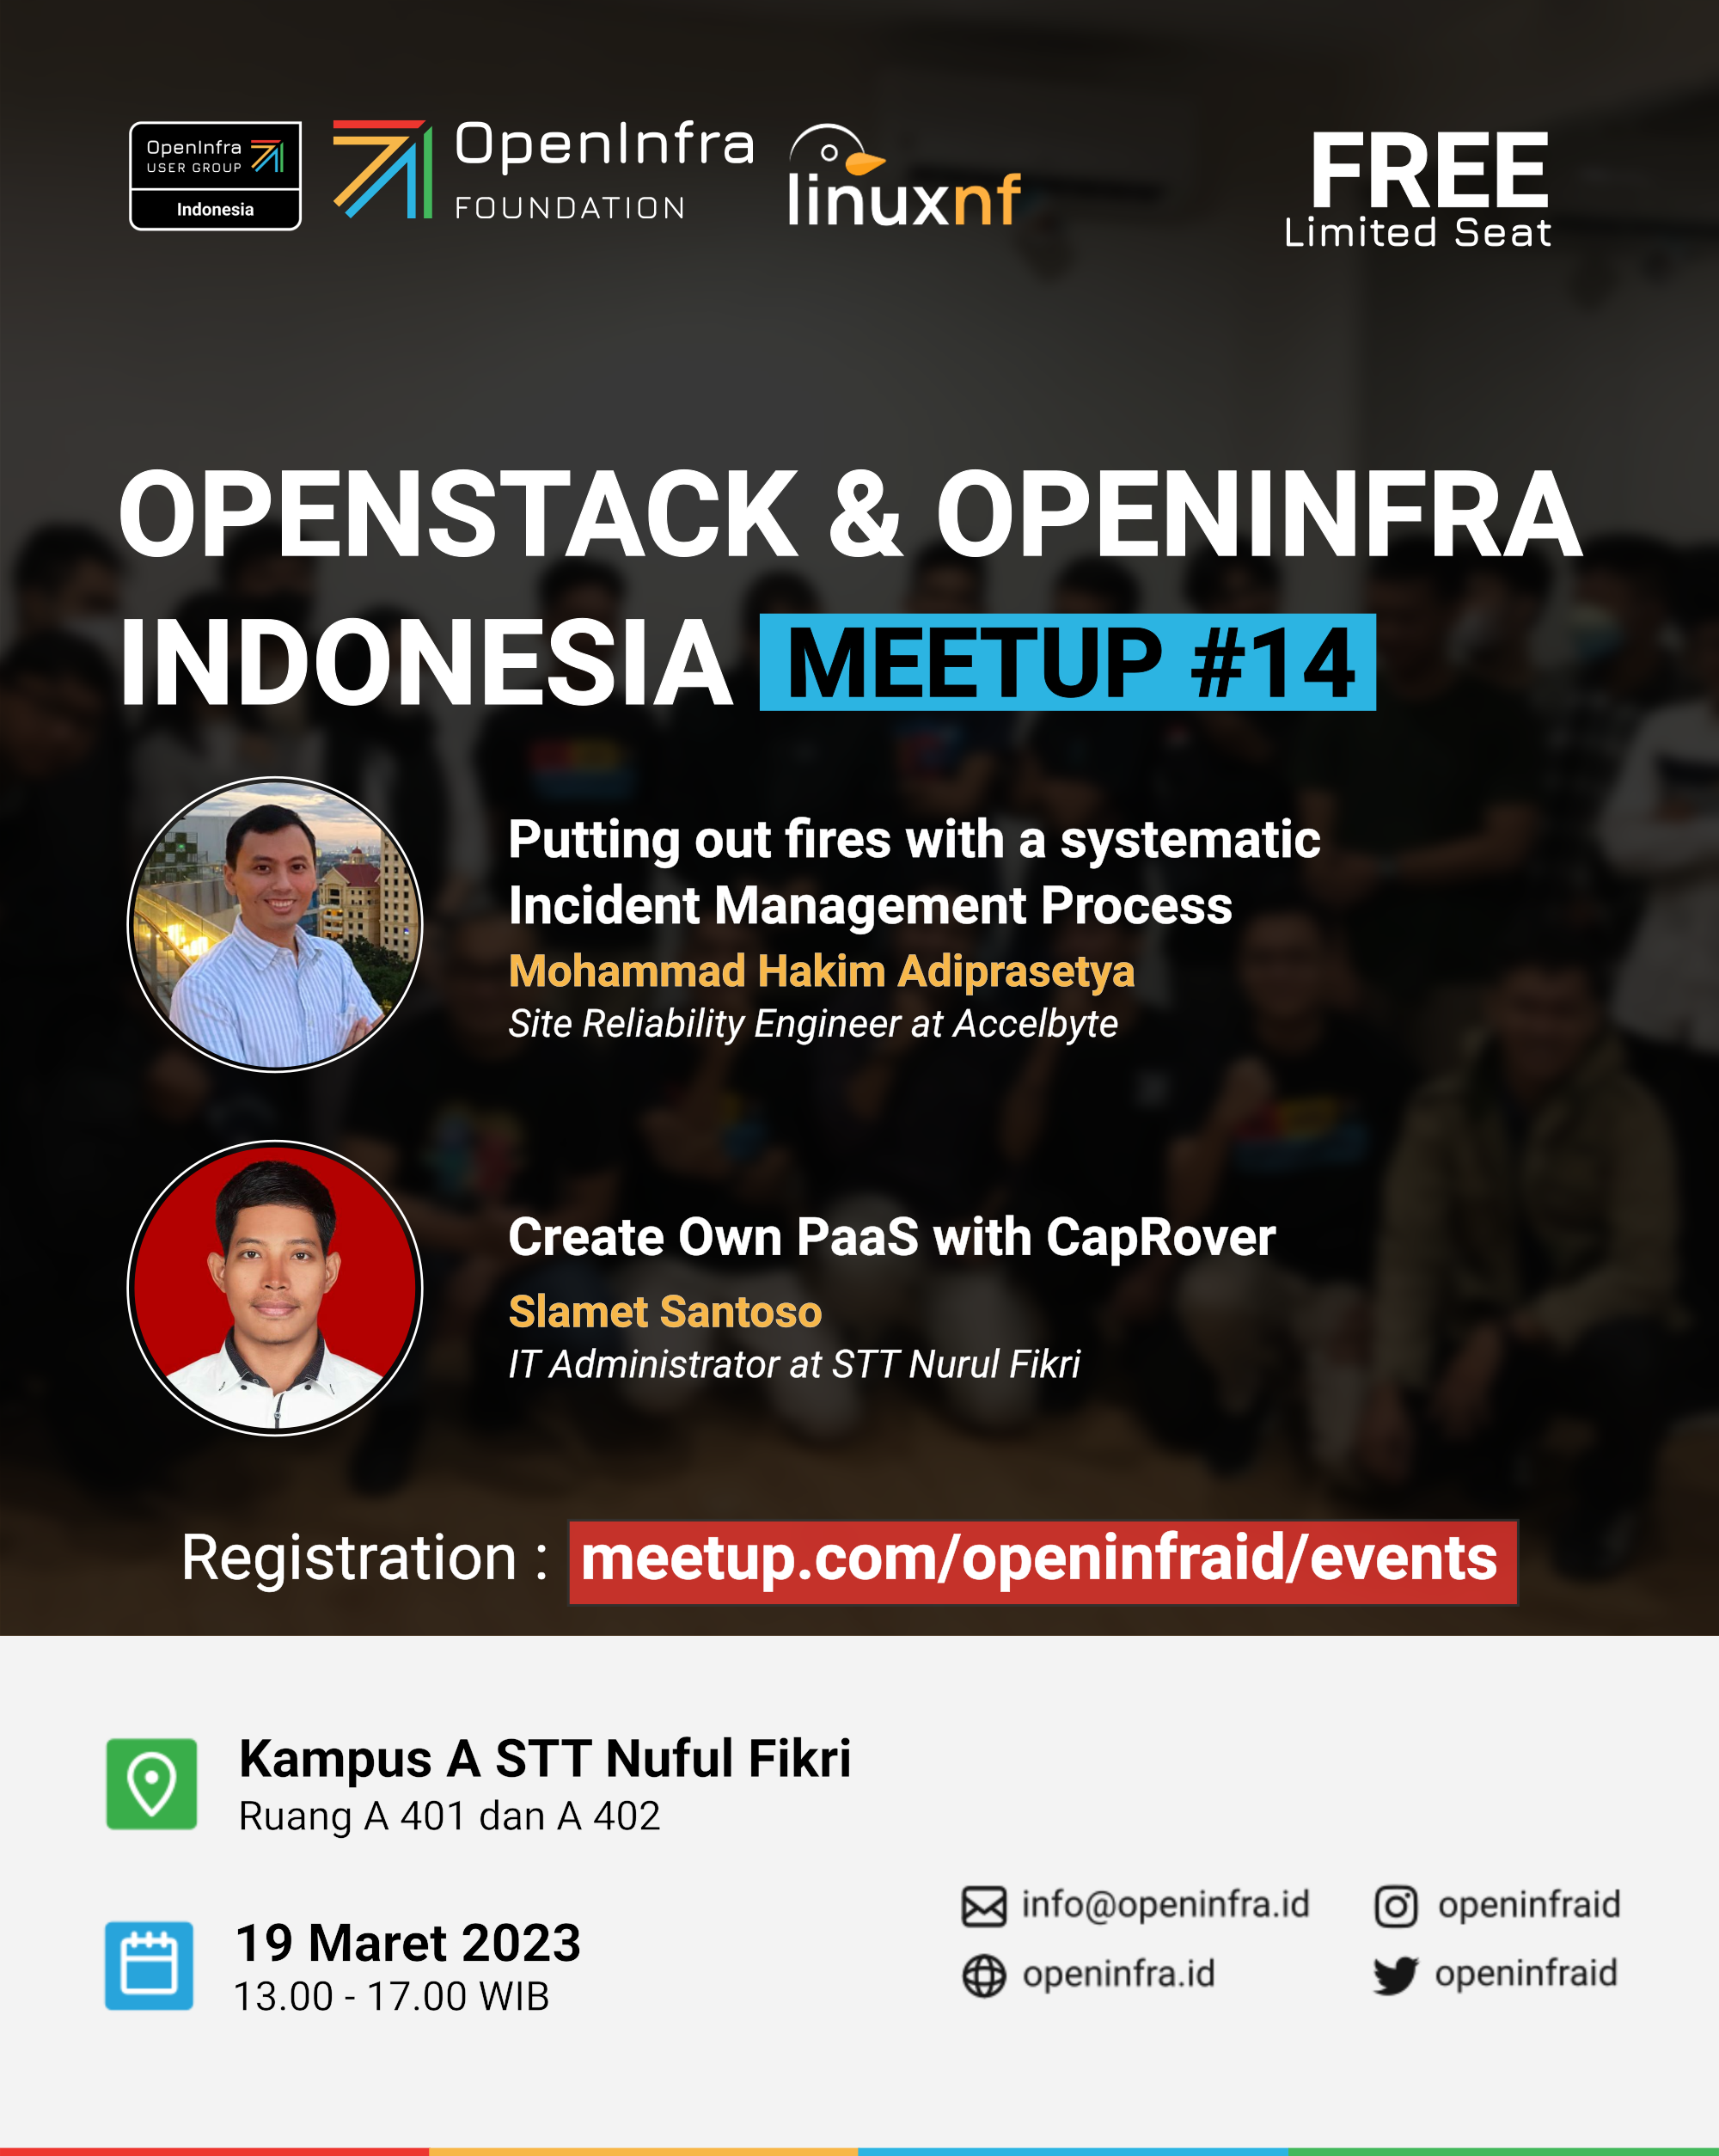 OpenInfra
USER GROUP
Indonesia
OpenInfra
FOUNDATION
linuxnf
FREE
Limited Seat
OPENSTACK & OPENINFRA
INDONESIA MEETUP #14
Putting out fires with a systematic
Incident Management Process
Mohammad Hakim Adiprasetya
Site Reliability Engineer at Accelbyte
Create Own PaaS with CapRover
Slamet Santoso
IT Administrator at STT Nurul Fikri
Registration : meetup.com/openinfraid/events
Kampus A STT Nuful Fikri
Ruang A 401 dan A 402
19 Maret 2023
13.00 - 17.00 WIB
info@openinfra.id
openinfraid
openinfra.id
openinfraid